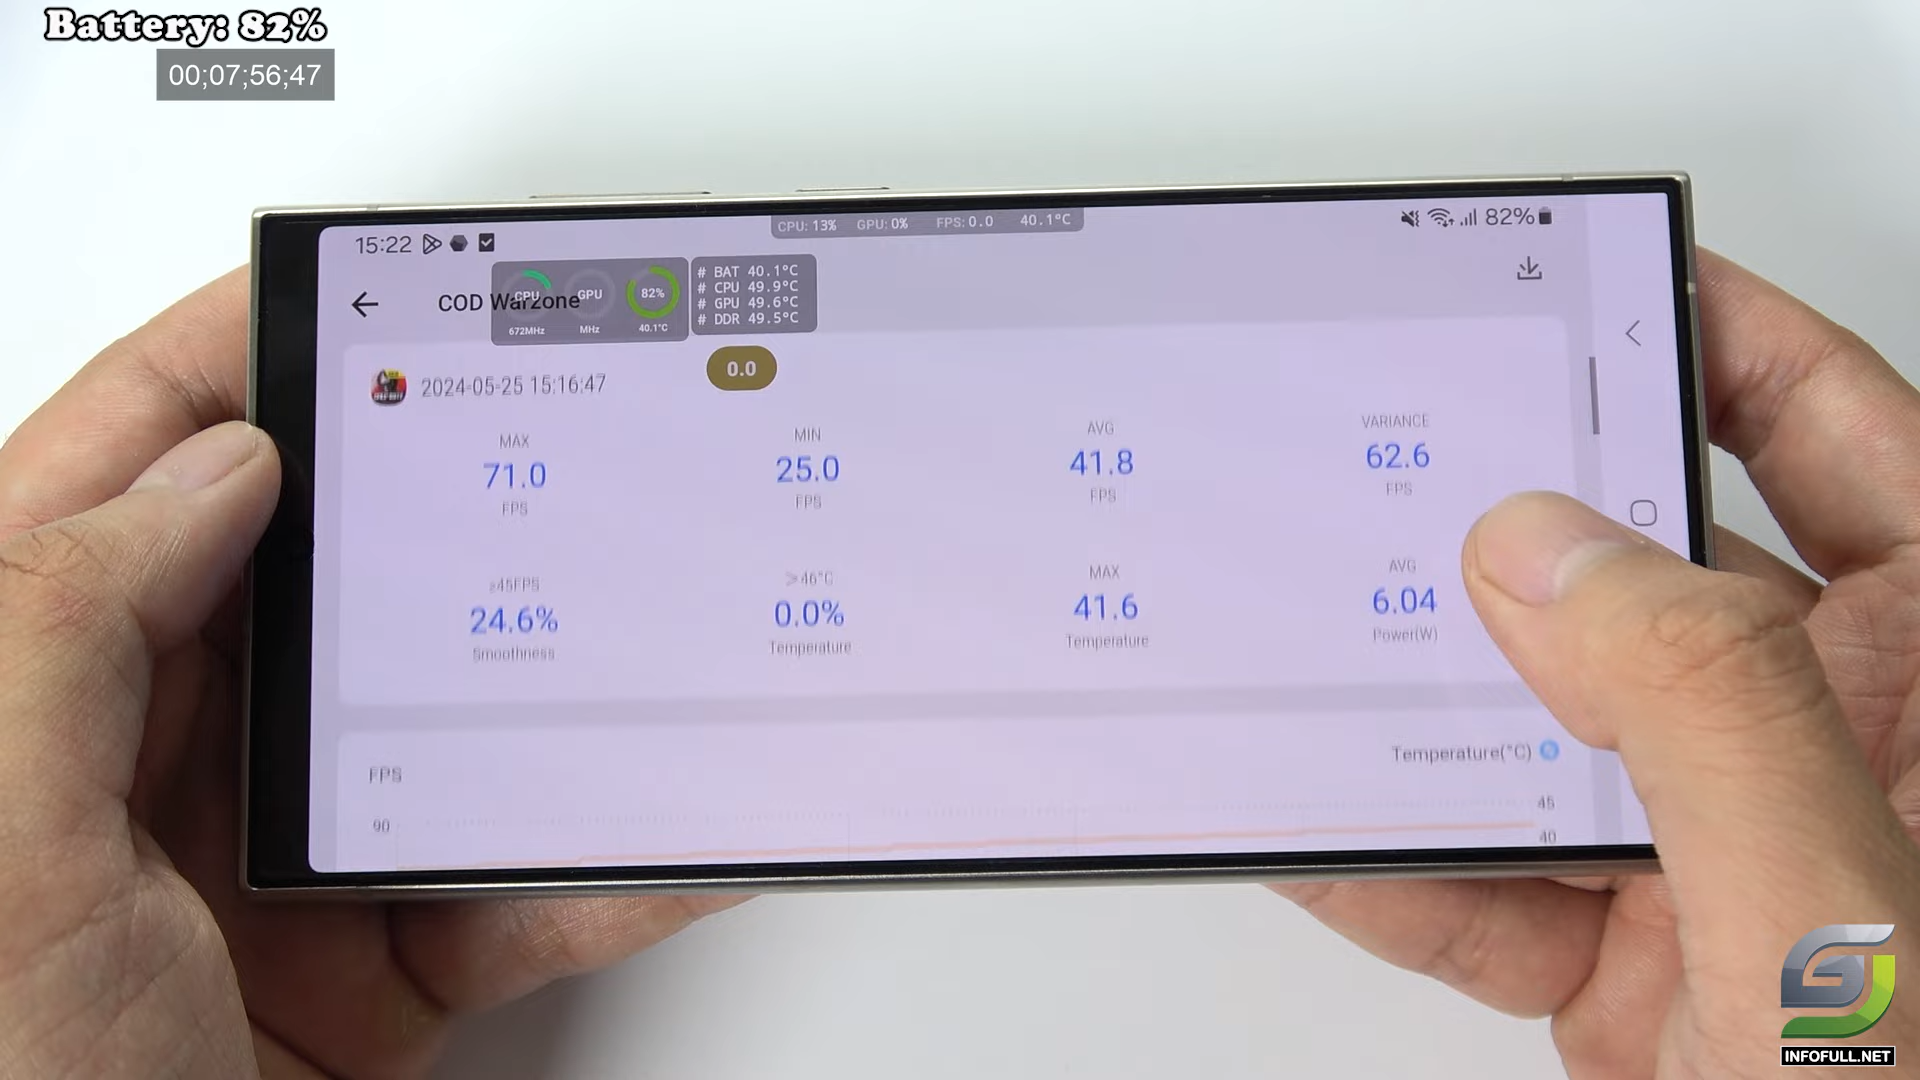 Battery: 82%
00;07;56;47
CPU: 13% GPU: 0% FPS: 0.0 40.1°C
15:22
82%
COD Warzone
CPU GPU 82%
672MHz MHz 40.1°C
# BAT 40.1°C
# CPU 49.9°C
# GPU 49.6°C
# DDR 49.5°C
2024-05-25 15:16:47
0.0
MAX MIN AVG VARIANCE
71.0 25.0 41.8 62.6
FPS FPS FPS FPS
≥45FPS ≥46°C MAX AVG
24.6% 0.0% 41.6 6.04
Smoothness Temperature Temperature Power(W)
FPS Temperature(°C)
90 45
40
INFOFULL.NET